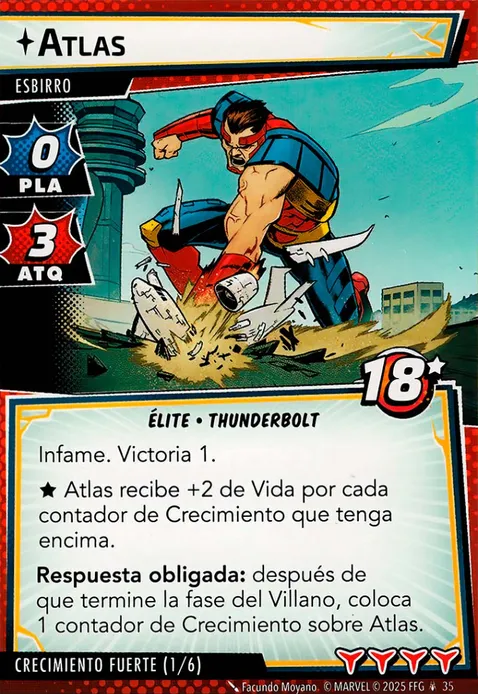 ATLAS
ESBIRRO
0
PLA
3
ATQ
18★
ÉLITE • THUNDERBOLT
Infame. Victoria 1.
★ Atlas recibe +2 de Vida por cada
contador de Crecimiento que tenga
encima.
Respuesta obligada: después de
que termine la fase del Villano, coloca
1 contador de Crecimiento sobre Atlas.
CRECIMIENTO FUERTE (1/6)
Facundo Moyano. © MARVEL © 2025 FFG 35